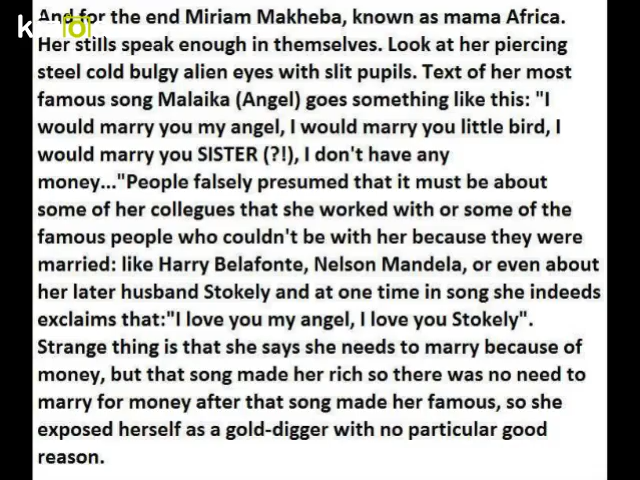 And for the end Miriam Makheba, known as mama Africa.
Her stills speak enough in themselves. Look at her piercing
steel cold bulgy alien eyes with slit pupils. Text of her most
famous song Malaika (Angel) goes something like this: "I
would marry you my angel, I would marry you little bird, I
would marry you SISTER (?!), I don't have any
money..."People falsely presumed that it must be about
some of her collegues that she worked with or some of the
famous people who couldn't be with her because they were
married: like Harry Belafonte, Nelson Mandela, or even about
her later husband Stokely and at one time in song she indeeds
exclaims that:"I love you my angel, I love you Stokely".
Strange thing is that she says she needs to marry because of
money, but that song made her rich so there was no need to
marry for money after that song made her famous, so she
exposed herself as a gold-digger with no particular good
reason.